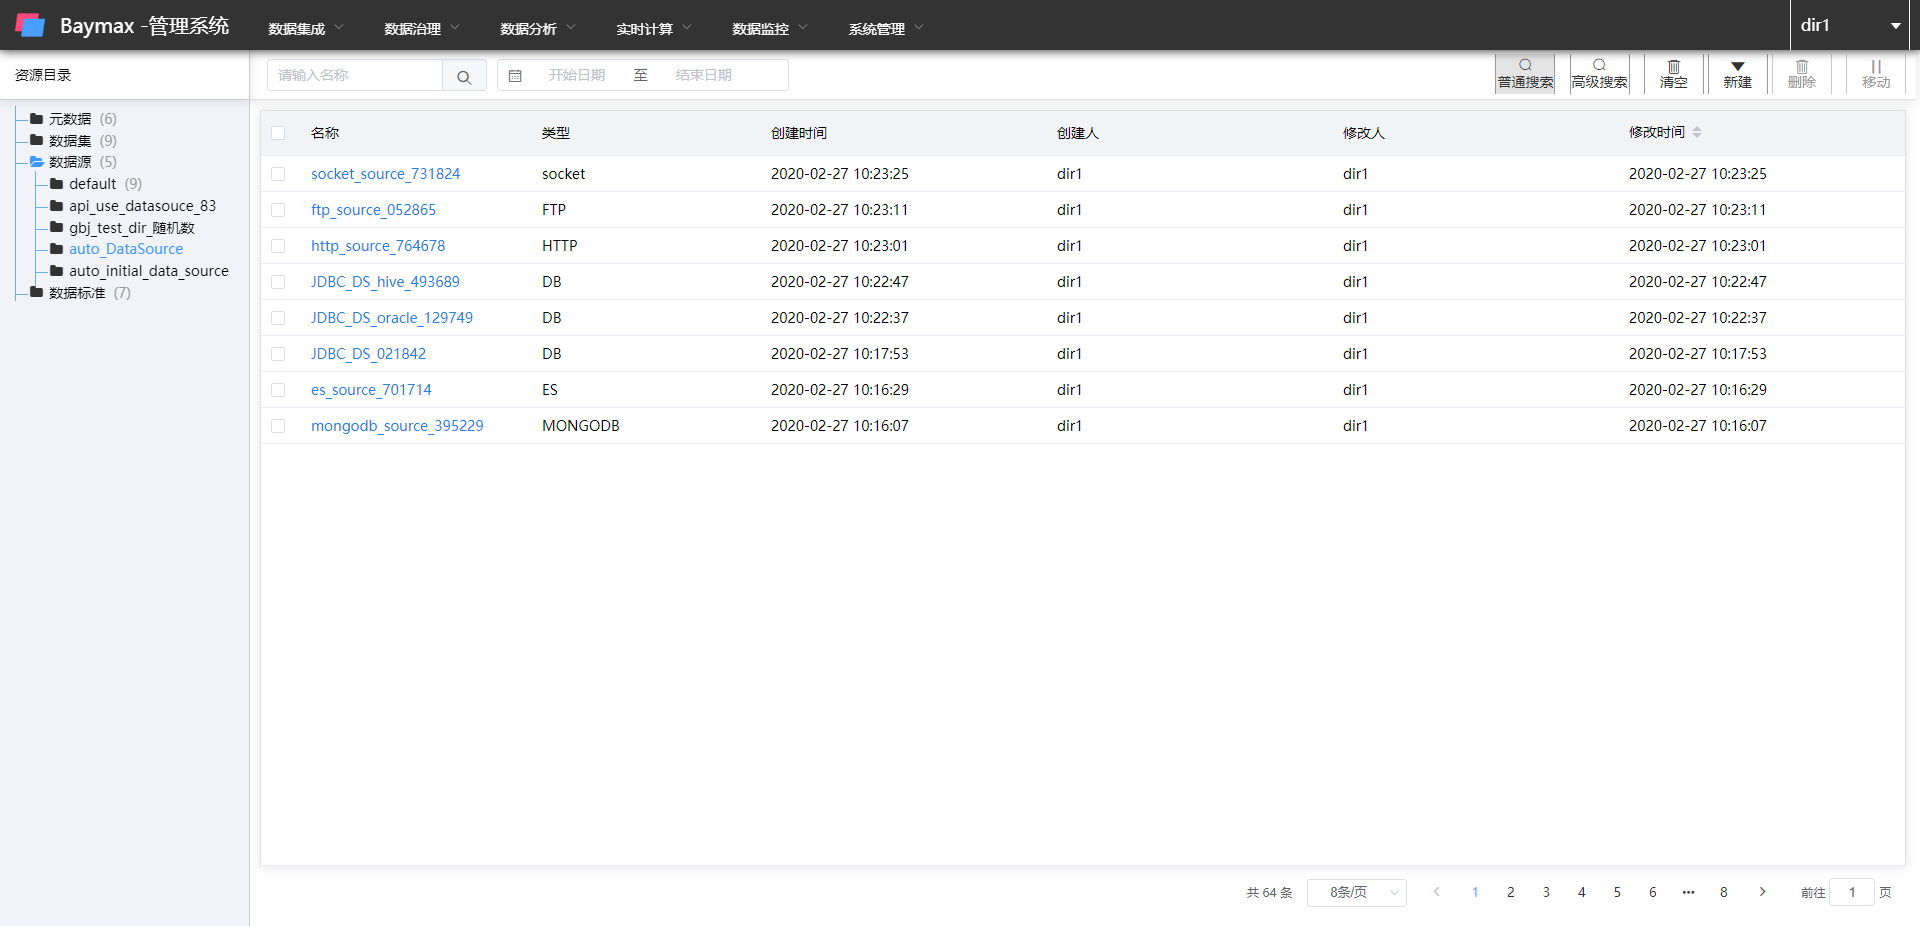 Baymax -管理系统 数据集成 数据治理 数据分析 实时计算 数据监控 系统管理 dir1
资源目录
元数据 (6)
数据集 (9)
数据源 (5)
default (9)
api_use_datasouce_83
gbj_test_dir_随机数
auto_DataSource
auto_initial_data_source
数据标准 (7)
请输入名称 开始日期 至 结束日期 普通搜索 高级搜索 清空 新建 删除 移动
名称 类型 创建时间 创建人 修改人 修改时间
socket_source_731824 socket 2020-02-27 10:23:25 dir1 dir1 2020-02-27 10:23:25
ftp_source_052865 FTP 2020-02-27 10:23:11 dir1 dir1 2020-02-27 10:23:11
http_source_764678 HTTP 2020-02-27 10:23:01 dir1 dir1 2020-02-27 10:23:01
JDBC_DS_hive_493689 DB 2020-02-27 10:22:47 dir1 dir1 2020-02-27 10:22:47
JDBC_DS_oracle_129749 DB 2020-02-27 10:22:37 dir1 dir1 2020-02-27 10:22:37
JDBC_DS_021842 DB 2020-02-27 10:17:53 dir1 dir1 2020-02-27 10:17:53
es_source_701714 ES 2020-02-27 10:16:29 dir1 dir1 2020-02-27 10:16:29
mongodb_source_395229 MONGODB 2020-02-27 10:16:07 dir1 dir1 2020-02-27 10:16:07
共 64 条 8条/页 1 2 3 4 5 6 ••• 8 前往 1 页